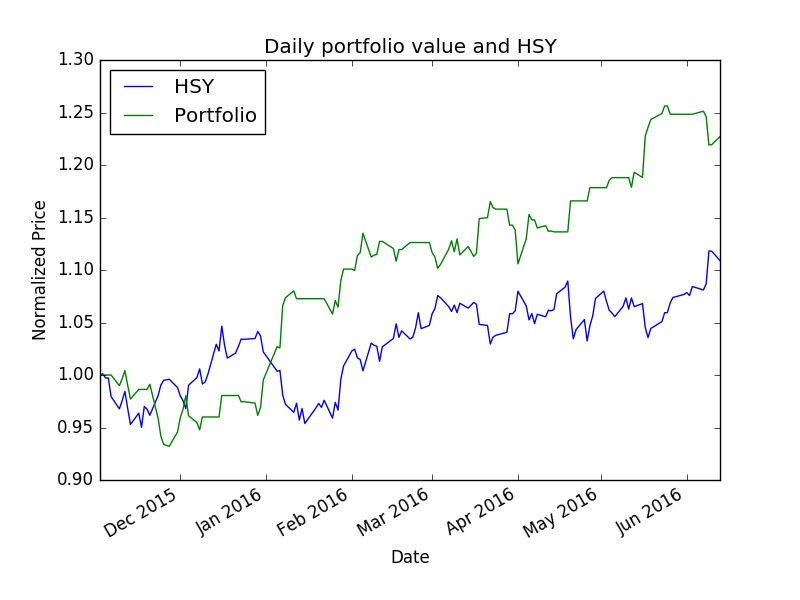 Daily portfolio value and HSY
HSY
Portfolio
1.30
1.25
1.20
1.15
1.10
1.05
1.00
0.95
0.90
Normalized Price
Dec 2015
Jan 2016
Feb 2016
Mar 2016
Apr 2016
May 2016
Jun 2016
Date